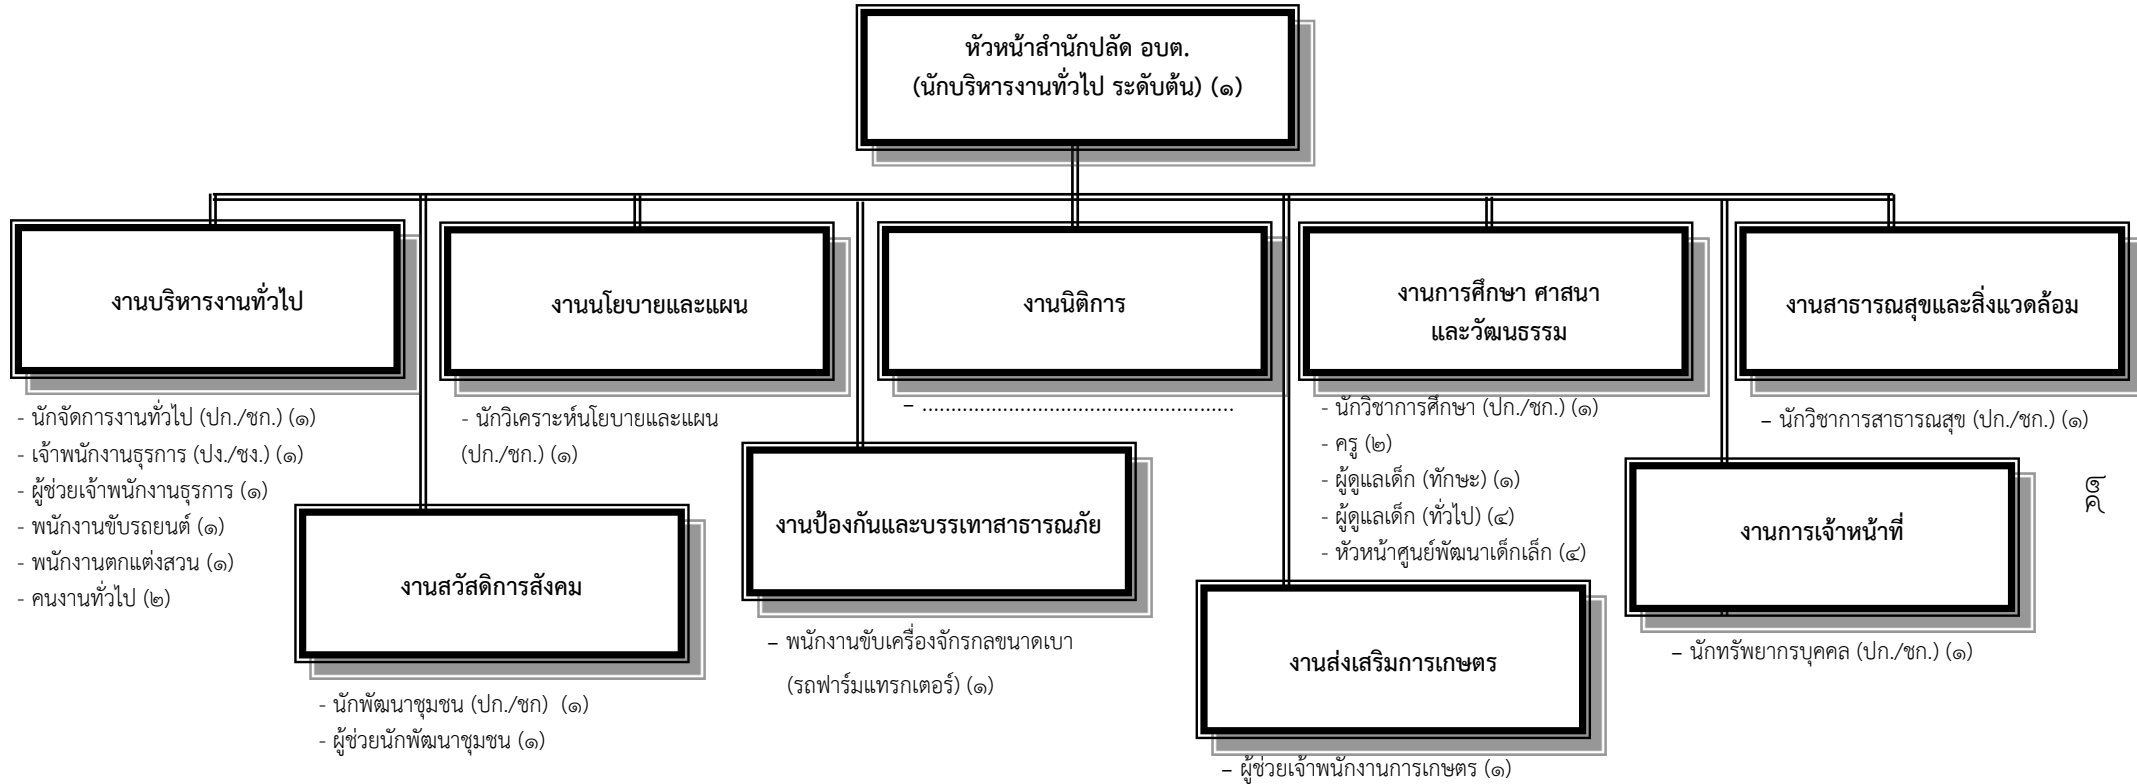 หัวหน้าสำนักปลัด อบต.
(นักบริหารงานทั่วไป ระดับต้น) (๑)
งานบริหารงานทั่วไป
- นักจัดการงานทั่วไป (ปก./ชก.) (๑)
- เจ้าพนักงานธุรการ (ปง./ชง.) (๑)
- ผู้ช่วยเจ้าพนักงานธุรการ (๑)
- พนักงานขับรถยนต์ (๑)
- พนักงานตกแต่งสวน (๑)
- คนงานทั่วไป (๒)
งานสวัสดิการสังคม
- นักพัฒนาชุมชน (ปก./ชก) (๑)
- ผู้ช่วยนักพัฒนาชุมชน (๑)
งานนโยบายและแผน
- นักวิเคราะห์นโยบายและแผน
(ปก./ชก.) (๑)
งานป้องกันและบรรเทาสาธารณภัย
– พนักงานขับเครื่องจักรกลขนาดเบา
(รถฟาร์มแทรกเตอร์) (๑)
งานนิติการ
– ......................................................
งานการศึกษา ศาสนา
และวัฒนธรรม
- นักวิชาการศึกษา (ปก./ชก.) (๑)
- ครู (๒)
- ผู้ดูแลเด็ก (ทักษะ) (๑)
- ผู้ดูแลเด็ก (ทั่วไป) (๔)
- หัวหน้าศูนย์พัฒนาเด็กเล็ก (๔)
งานส่งเสริมการเกษตร
– ผู้ช่วยเจ้าพนักงานการเกษตร (๑)
งานสาธารณสุขและสิ่งแวดล้อม
– นักวิชาการสาธารณสุข (ปก./ชก.) (๑)
งานการเจ้าหน้าที่
– นักทรัพยากรบุคคล (ปก./ชก.) (๑)